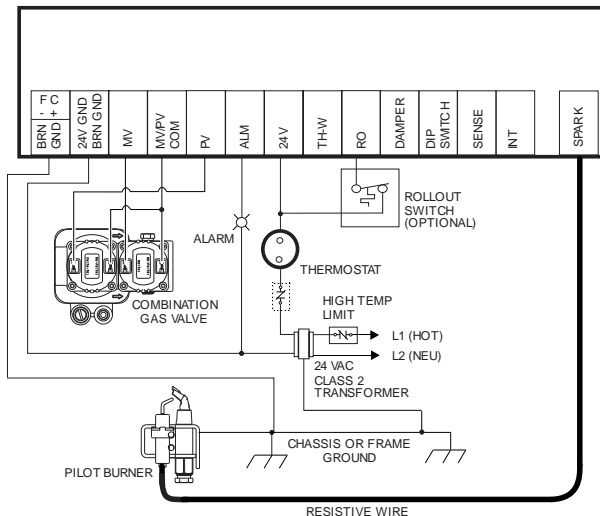 F C
- +
BRN
GND
24V GND
BRN GND
MV
MV/PV
COM
PV
ALM
24V
TH-W
RO
DAMPER
DIP
SWITCH
SENSE
INT
SPARK
ROLLOUT
SWITCH
(OPTIONAL)
ALARM
THERMOSTAT
COMBINATION
GAS VALVE
HIGH TEMP
LIMIT
L1 (HOT)
L2 (NEU)
24 VAC
CLASS 2
TRANSFORMER
CHASSIS OR FRAME
GROUND
PILOT BURNER
RESISTIVE WIRE